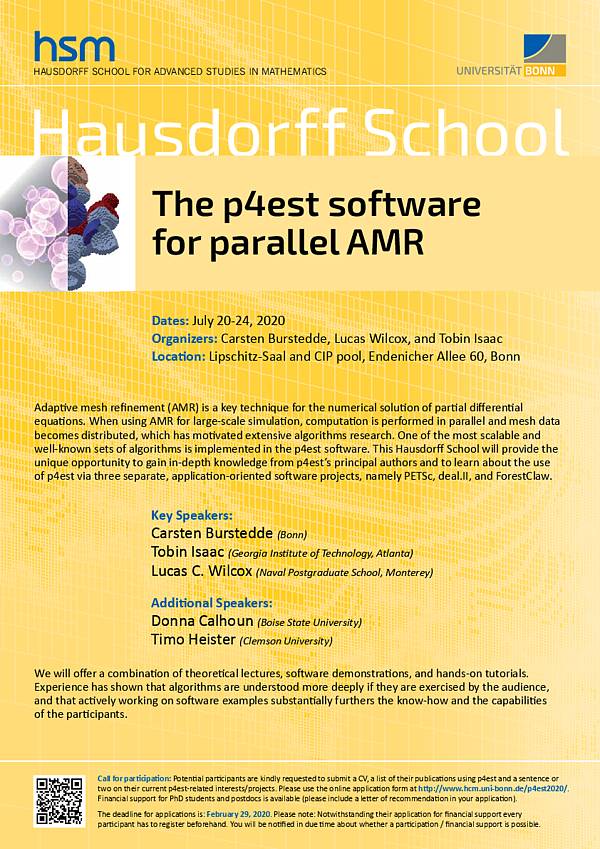 hsm
HAUSDORFF SCHOOL FOR ADVANCED STUDIES IN MATHEMATICS
UNIVERSITÄT BONN
Hausdorff School
The p4est software
for parallel AMR
Dates: July 20-24, 2020
Organizers: Carsten Burstedde, Lucas Wilcox, and Tobin Isaac
Location: Lipschitz-Saal and CIP pool, Endenicher Allee 60, Bonn
Adaptive mesh refinement (AMR) is a key technique for the numerical solution of partial differential
equations. When using AMR for large-scale simulation, computation is performed in parallel and mesh data
becomes distributed, which has motivated extensive algorithms research. One of the most scalable and
well-known sets of algorithms is implemented in the p4est software. This Hausdorff School will provide the
unique opportunity to gain in-depth knowledge from p4est's principal authors and to learn about the use
of p4est via three separate, application-oriented software projects, namely PETSc, deal.II, and ForestClaw.
Key Speakers:
Carsten Burstedde (Bonn)
Tobin Isaac (Georgia Institute of Technology, Atlanta)
Lucas C. Wilcox (Naval Postgraduate School, Monterey)
Additional Speakers:
Donna Calhoun (Boise State University)
Timo Heister (Clemson University)
We will offer a combination of theoretical lectures, software demonstrations, and hands-on tutorials.
Experience has shown that algorithms are understood more deeply if they are exercised by the audience,
and that actively working on software examples substantially furthers the know-how and the capabilities
of the participants.
Call for participation: Potential participants are kindly requested to submit a CV, a list of their publications using p4est and a sentence or
two on their current p4est-related interests/projects. Please use the online application form at http://www.hcm.uni-bonn.de/p4est2020/.
Financial support for PhD students and postdocs is available (please include a letter of recommendation in your application).
The deadline for applications is: February 29, 2020. Please note: Notwithstanding their application for financial support every
participant has to register beforehand. You will be notified in due time about whether a participation / financial support is possible.